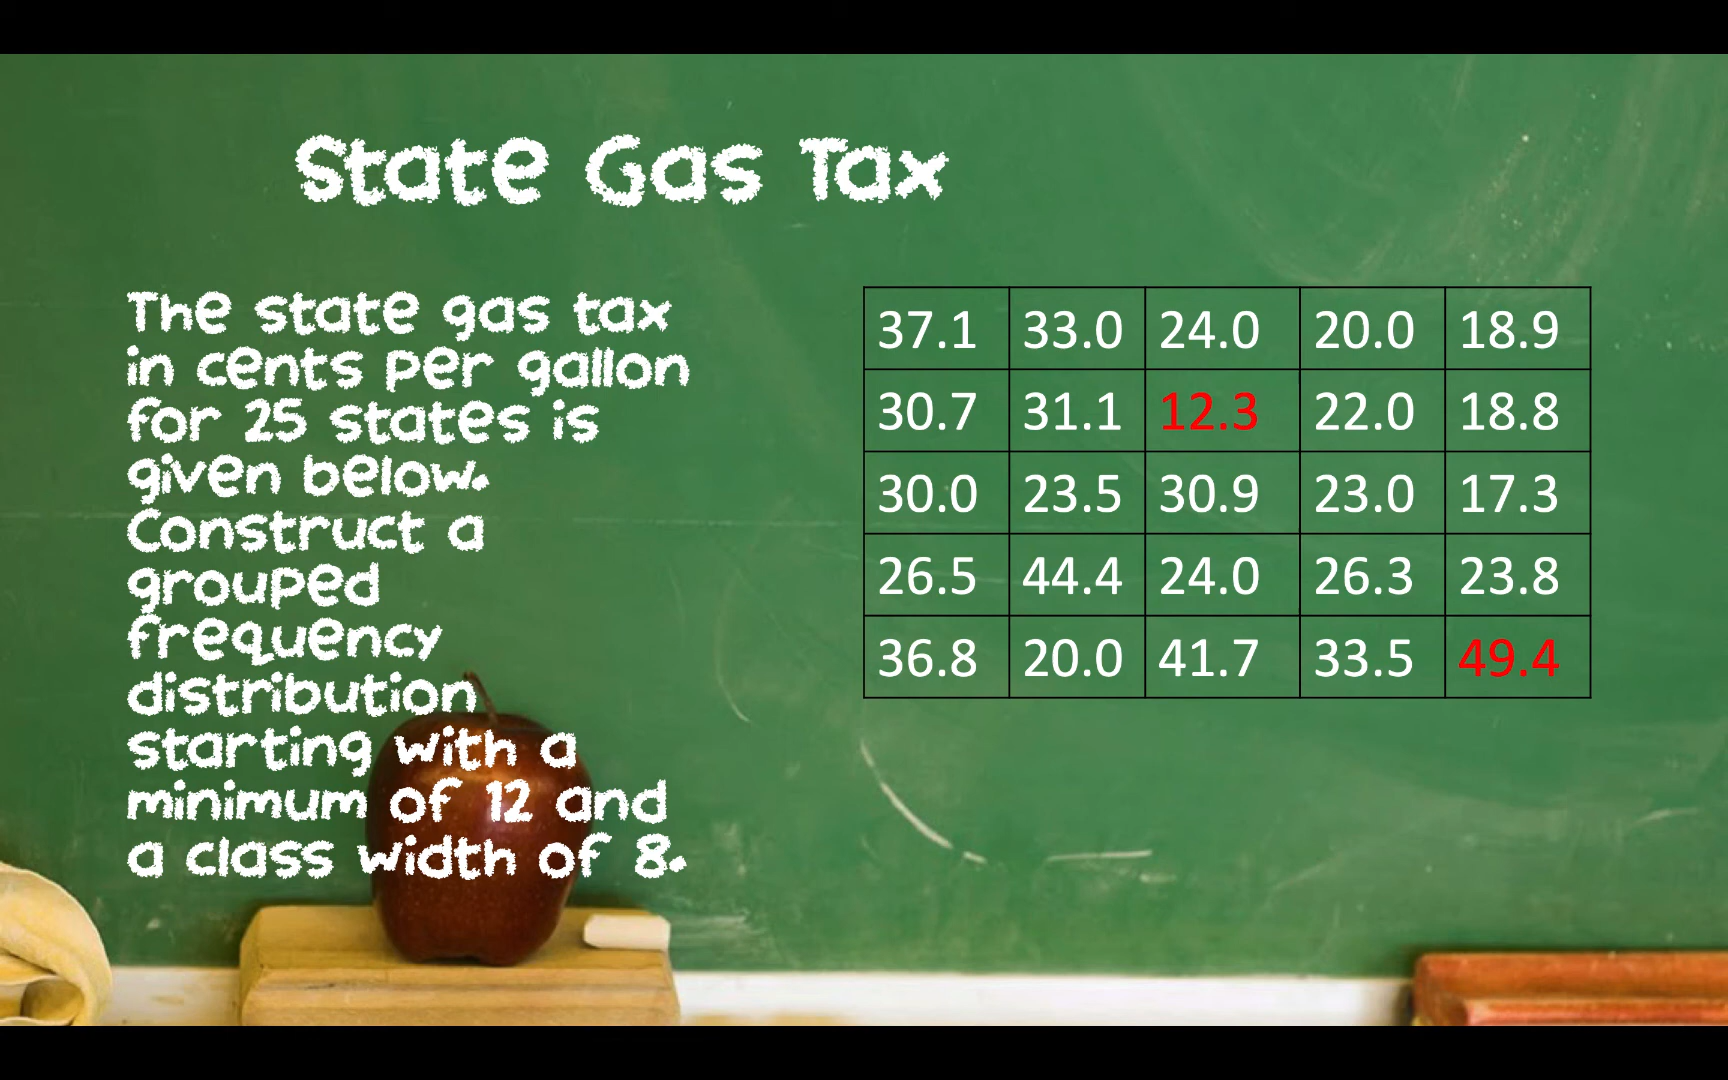 State Gas Tax
The state gas tax
in cents per gallon
for 25 states is
given below.
Construct a
grouped
frequency
distribution
starting with a
minimum of 12 and
a class width of 8.
37.1 33.0 24.0 20.0 18.9
30.7 31.1 12.3 22.0 18.8
30.0 23.5 30.9 23.0 17.3
26.5 44.4 24.0 26.3 23.8
36.8 20.0 41.7 33.5 49.4